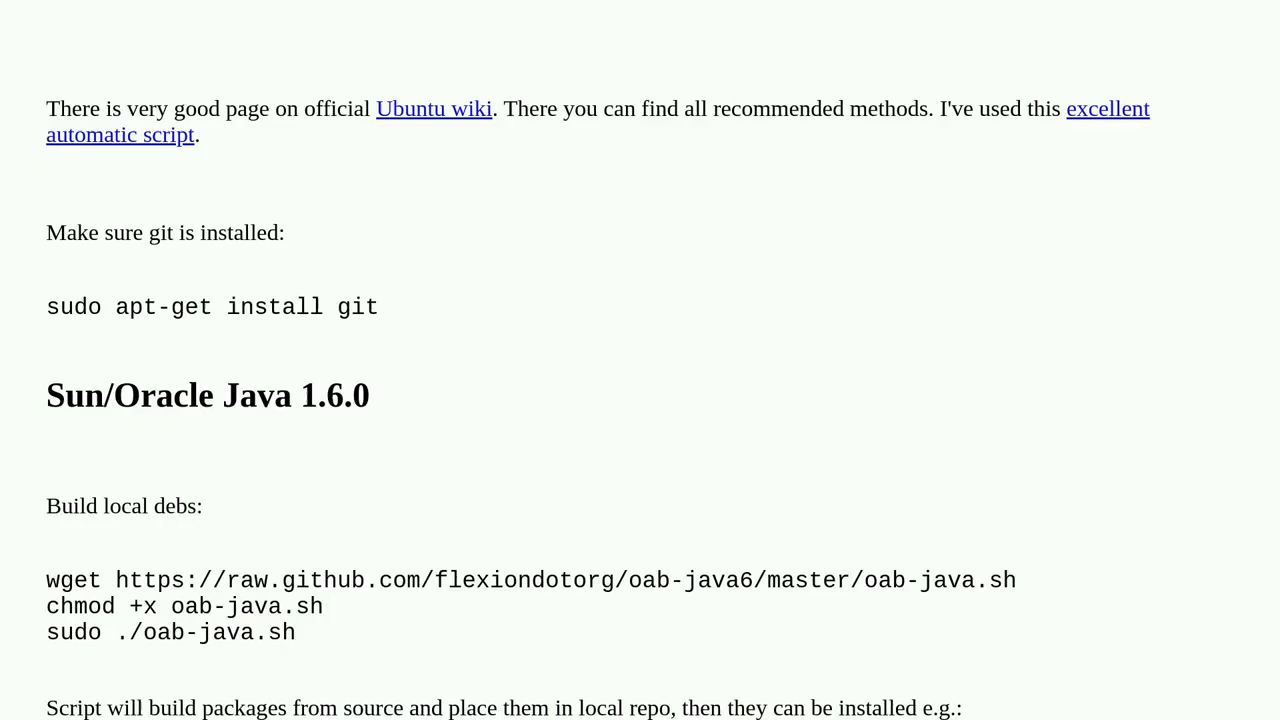 There is very good page on official Ubuntu wiki. There you can find all recommended methods. I've used this excellent
automatic script.
Make sure git is installed:
sudo apt-get install git
Sun/Oracle Java 1.6.0
Build local debs:
wget https://raw.github.com/flexiondotorg/oab-java6/master/oab-java.sh
chmod +x oab-java.sh
sudo ./oab-java.sh
Script will build packages from source and place them in local repo, then they can be installed e.g.: